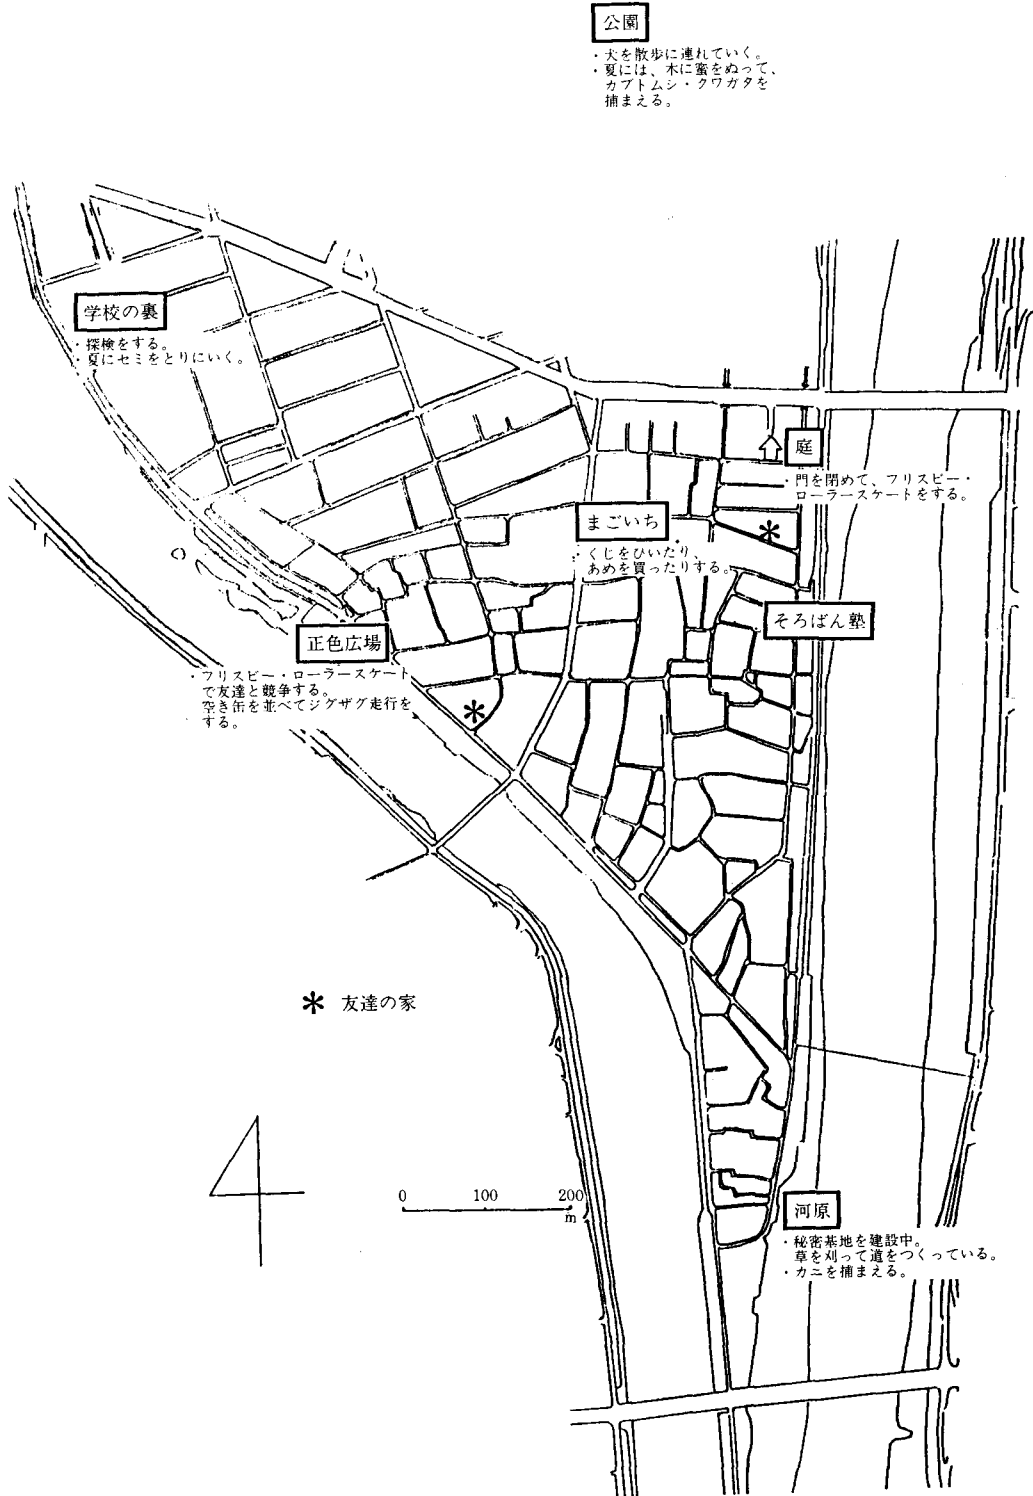 公園
・犬を散歩に連れていく。
・夏には、木に蜜をぬって、
カブトムシ・クワガタを
捕まえる。
学校の裏
・探検をする。
・夏にセミをとりにいく。
庭
・門を閉めて、フリスビー・
ローラースケートをする。
まごいち
・くじをひいたり、
あめを買ったりする。
そろばん塾
正色広場
・フリスビー・ローラースケート
で友達と競争する。
空き缶を並べてジグザグ走行を
する。
* 友達の家
0 100 200
m
河原
・秘密基地を建設中。
草を刈って道をつくっている。
・カニを捕まえる。